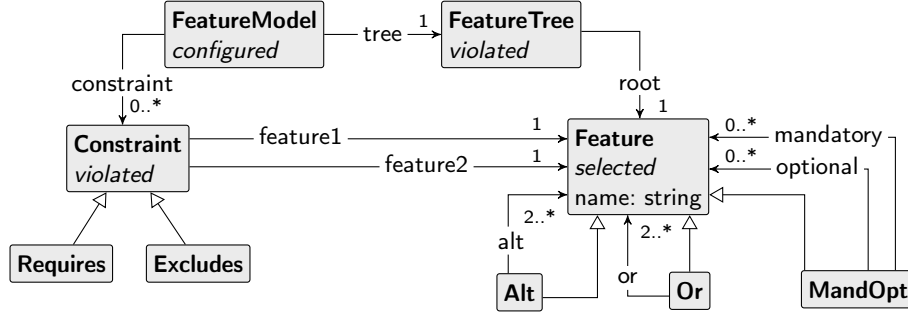 FeatureModel
configured
tree
1
FeatureTree
violated
constraint
0..*
root
1
Constraint
violated
feature1
1
feature2
1
Feature
selected
name: string
0..*
mandatory
0..*
optional
2..*
alt
2..*
or
Requires
Excludes
Alt
Or
MandOpt